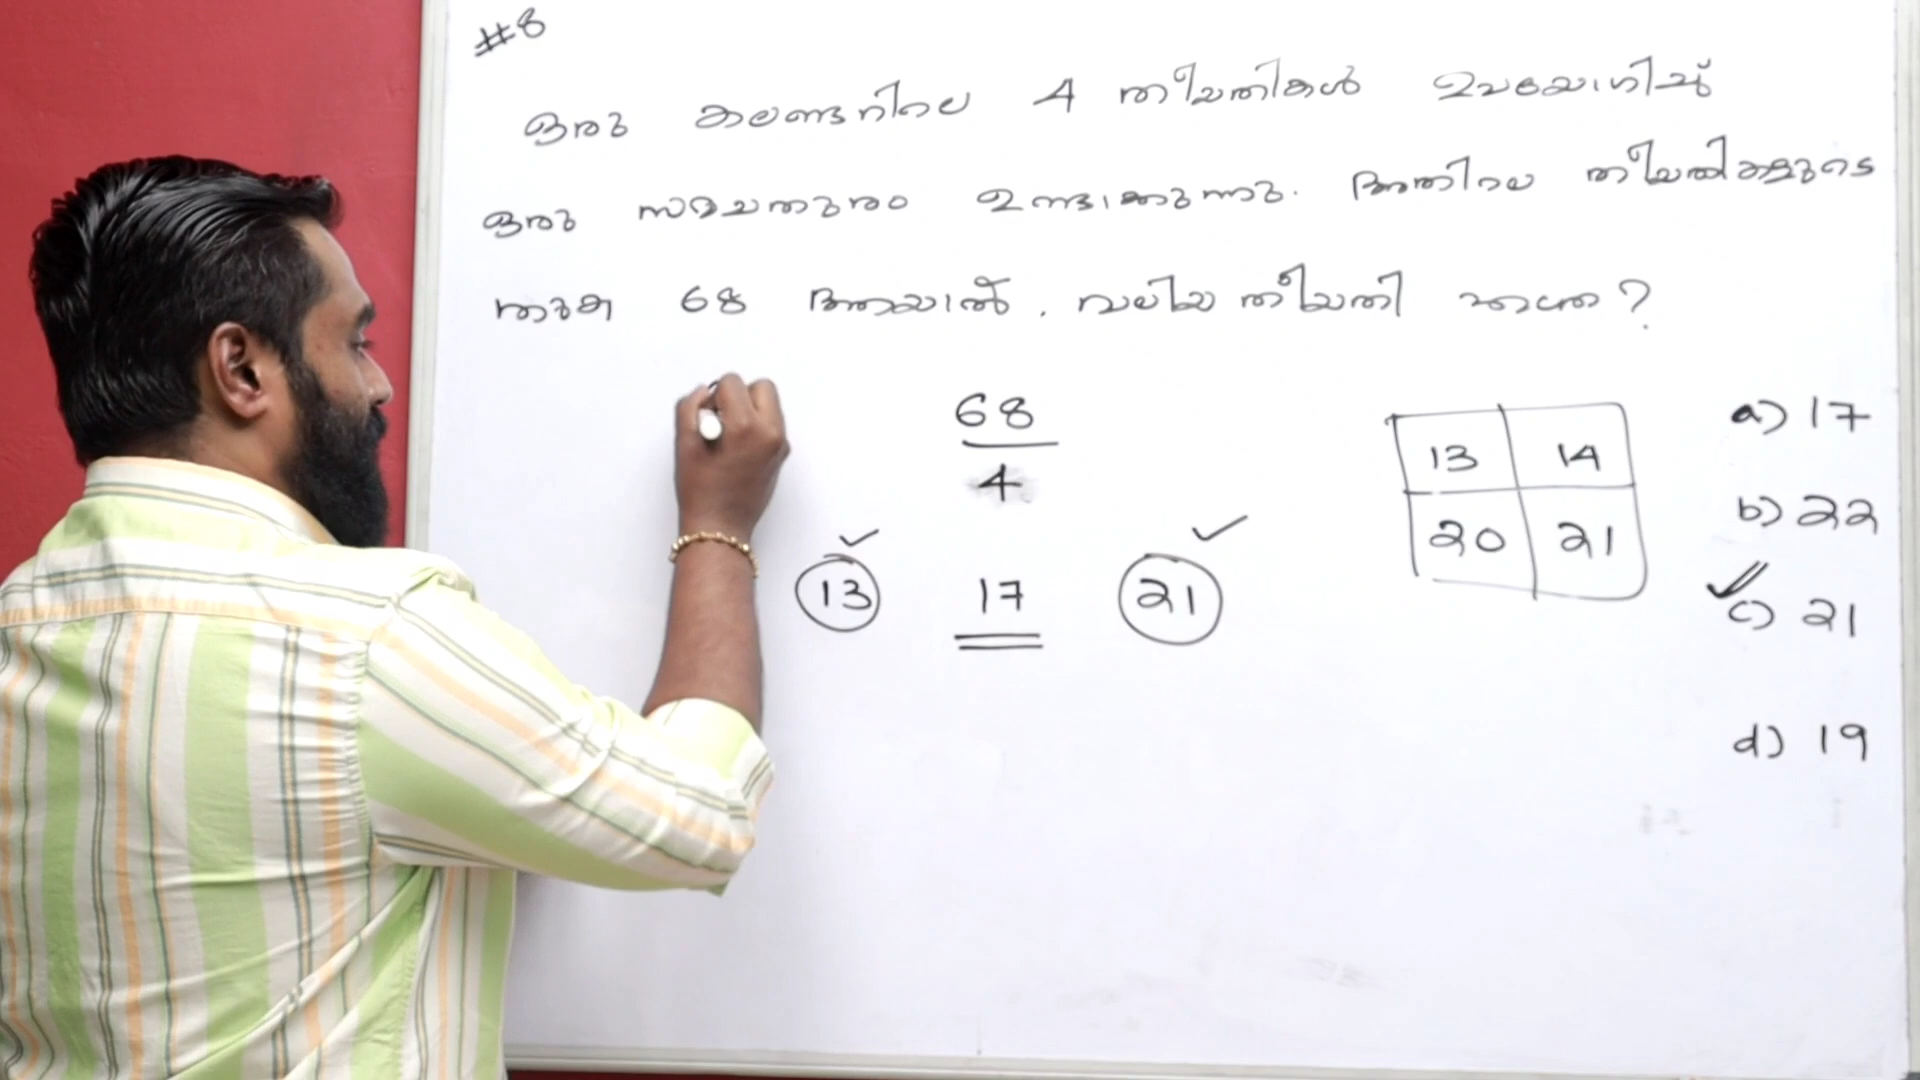 #8
ഒരു കലണ്ടറിലെ 4 തീയതികൾ ഉപയോഗിച്ച്
ഒരു സമചതുരം ഉണ്ടാക്കുന്നു. അതിലെ തീയതികളുടെ
തുക 68 ആയാൽ, വലിയ തീയതി ഏത്?
68
4
13 17 21
13 14
20 21
a) 17
b) 22
c) 21
d) 19